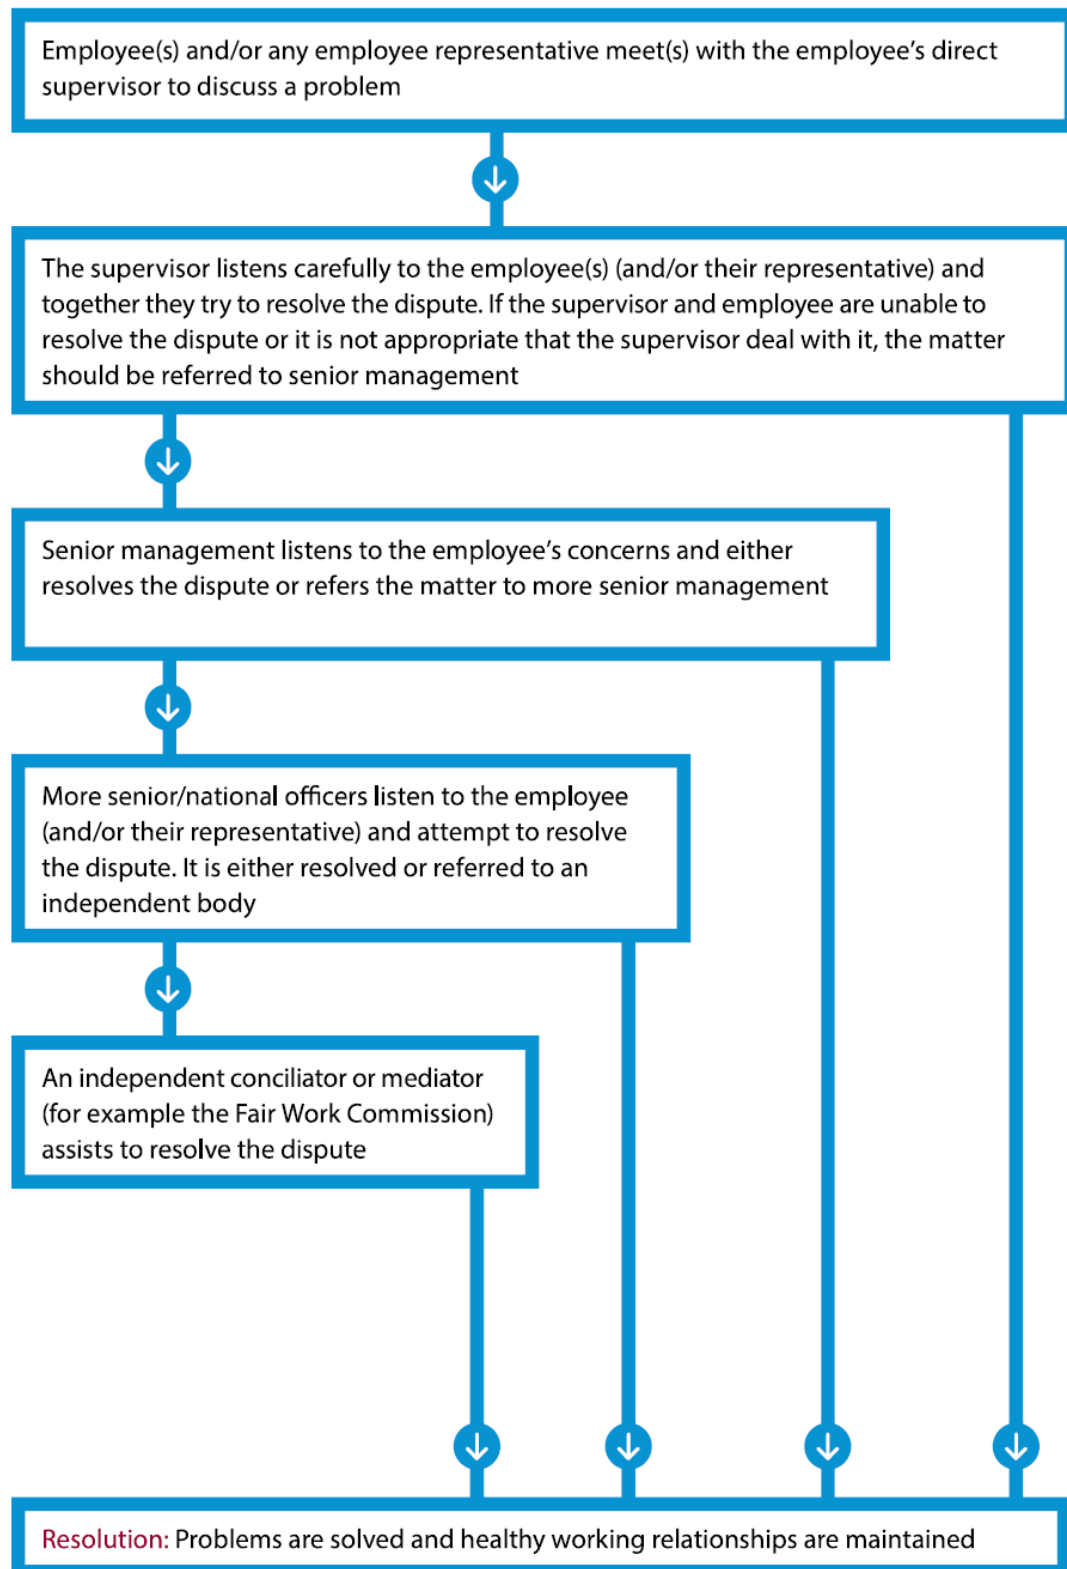 Employee(s) and/or any employee representative meet(s) with the employee’s direct
supervisor to discuss a problem
The supervisor listens carefully to the employee(s) (and/or their representative) and
together they try to resolve the dispute. If the supervisor and employee are unable to
resolve the dispute or it is not appropriate that the supervisor deal with it, the matter
should be referred to senior management
Senior management listens to the employee’s concerns and either
resolves the dispute or refers the matter to more senior management
More senior/national officers listen to the employee
(and/or their representative) and attempt to resolve
the dispute. It is either resolved or referred to an
independent body
An independent conciliator or mediator
(for example the Fair Work Commission)
assists to resolve the dispute
Resolution: Problems are solved and healthy working relationships are maintained